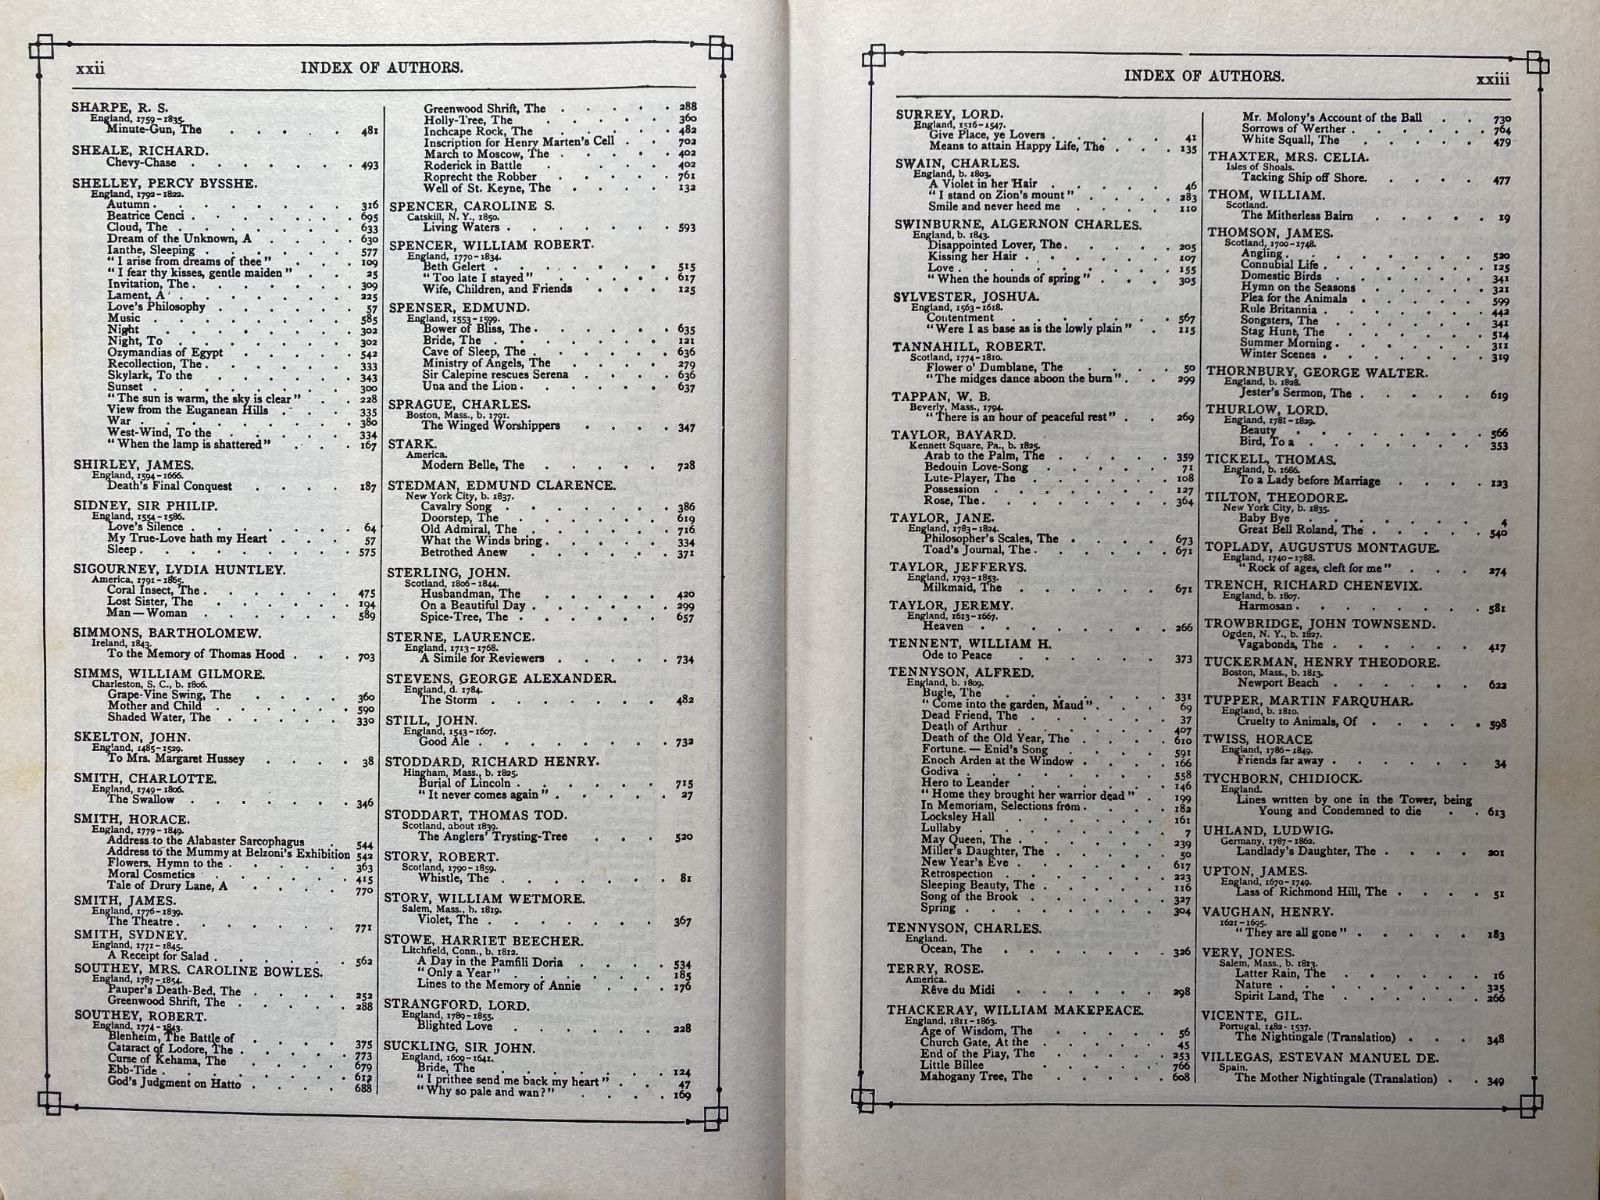 xxii
INDEX OF AUTHORS.
SHARPE, R. S.
England, 1759-1835.
Minute-Gun, The . . . . 481
SHEALE, RICHARD.
Chevy-Chase . . . . . 493
SHELLEY, PERCY BYSSHE.
England, 1792-1822.
Autumn . . . . . . 316
Beatrice Cenci . . . . . 695
Cloud, The . . . . . 633
Dream of the Unknown, A . . . 630
Ianthe, Sleeping . . . . . 577
"I arise from dreams of thee" . . . 109
"I fear thy kisses, gentle maiden" . . 25
Invitation, The . . . . . 309
Lament, A . . . . . 225
Love's Philosophy . . . . 57
Music . . . . . . 585
Night . . . . . . 302
Night, To . . . . . 302
Ozymandias of Egypt . . . . 542
Recollection, The . . . . . 333
Skylark, To the . . . . . 343
Sunset . . . . . . 300
"The sun is warm, the sky is clear" . . 228
View from the Euganean Hills . . . 335
War . . . . . . 380
West-Wind, To the . . . . 334
"When the lamp is shattered" . . . 167
SHIRLEY, JAMES.
England, 1594-1666.
Death's Final Conquest . . . . 187
SIDNEY, SIR PHILIP.
England, 1554-1586.
Love's Silence . . . . . 64
My True-Love hath my Heart . . . 57
Sleep . . . . . . 575
SIGOURNEY, LYDIA HUNTLEY.
America, 1791-1865.
Coral Insect, The . . . . . 475
Lost Sister, The . . . . . 194
Man — Woman . . . . . 589
SIMMONS, BARTHOLOMEW.
Ireland, 1843.
To the Memory of Thomas Hood . . . 703
SIMMS, WILLIAM GILMORE.
Charleston, S. C., b. 1806.
Grape-Vine Swing, The . . . . 360
Mother and Child . . . . 590
Shaded Water, The . . . . 330
SKELTON, JOHN.
England, 1485-1529.
To Mrs. Margaret Hussey . . . . 38
SMITH, CHARLOTTE.
England, 1749-1806.
The Swallow . . . . . 346
SMITH, HORACE.
England, 1779-1849.
Address to the Alabaster Sarcophagus . . 544
Address to the Mummy at Belzoni's Exhibition 542
Flowers, Hymn to the . . . . 363
Moral Cosmetics . . . . 415
Tale of Drury Lane, A . . . . 770
SMITH, JAMES.
England, 1776-1839.
The Theatre . . . . . 771
SMITH, SYDNEY.
England, 1771-1845.
A Receipt for Salad . . . . . 562
SOUTHEY, MRS. CAROLINE BOWLES.
England, 1787-1854.
Pauper's Death-Bed, The . . . . 252
Greenwood Shrift, The . . . . 288
SOUTHEY, ROBERT.
England, 1774-1843.
Blenheim, The Battle of . . . . 375
Cataract of Lodore, The . . . . 773
Curse of Kehama, The . . . . 679
Ebb-Tide . . . . . 612
God's Judgment on Hatto . . . . 688
Greenwood Shrift, The . . . . 288
Holly-Tree, The . . . . . 360
Inchcape Rock, The . . . . 482
Inscription for Henry Marten's Cell . . 702
March to Moscow, The . . . . 402
Roderick in Battle . . . . 402
Roprecht the Robber . . . . 761
Well of St. Keyne, The . . . . 132
SPENCER, CAROLINE S.
Catskill, N. Y., 1850.
Living Waters . . . . . 593
SPENCER, WILLIAM ROBERT.
England, 1770-1834.
Beth Gelert . . . . . 515
"Too late I stayed" . . . . 617
Wife, Children, and Friends . . . 125
SPENSER, EDMUND.
England, 1553-1599.
Bower of Bliss, The . . . . . 635
Bride, The . . . . . 121
Cave of Sleep, The . . . . . 636
Ministry of Angels, The . . . . 279
Sir Calepine rescues Serena . . . 636
Una and the Lion . . . . . 637
SPRAGUE, CHARLES.
Boston, Mass., b. 1791.
The Winged Worshippers . . . . 347
STARK.
America.
Modern Belle, The . . . . 728
STEDMAN, EDMUND CLARENCE.
New York City, b. 1837.
Cavalry Song . . . . . 386
Doorstep, The . . . . . 619
Old Admiral, The . . . . . 716
What the Winds bring . . . . 334
Betrothed Anew . . . . . 371
STERLING, JOHN.
Scotland, 1806-1844.
Husbandman, The . . . . 420
On a Beautiful Day . . . . . 299
Spice-Tree, The . . . . . 657
STERNE, LAURENCE.
England, 1713-1768.
A Simile for Reviewers . . . . 734
STEVENS, GEORGE ALEXANDER.
England, d. 1784.
The Storm . . . . . 482
STILL, JOHN.
England, 1543-1607.
Good Ale . . . . . . 732
STODDARD, RICHARD HENRY.
Hingham, Mass., b. 1825.
Burial of Lincoln . . . . . 715
"It never comes again" . . . . 27
STODDART, THOMAS TOD.
Scotland, about 1839.
The Anglers' Trysting-Tree . . . 520
STORY, ROBERT.
Scotland, 1790-1859.
Whistle, The . . . . . 81
STORY, WILLIAM WETMORE.
Salem, Mass., b. 1819.
Violet, The . . . . . 367
STOWE, HARRIET BEECHER.
Litchfield, Conn., b. 1812.
A Day in the Pamfili Doria . . . 534
"Only a Year" . . . . . 185
Lines to the Memory of Annie . . . 176
STRANGFORD, LORD.
England, 1789-1855.
Blighted Love . . . . . 228
SUCKLING, SIR JOHN.
England, 1609-1641.
Bride, The . . . . . 124
"I prithee send me back my heart" . . 47
"Why so pale and wan?" . . . . 169
INDEX OF AUTHORS.
xxiii
SURREY, LORD.
England, 1516-1547.
Give Place, ye Lovers . . . . 41
Means to attain Happy Life, The . . . 135
SWAIN, CHARLES.
England, b. 1803.
A Violet in her Hair . . . . 46
"I stand on Zion's mount" . . . . 283
Smile and never heed me . . . . 110
SWINBURNE, ALGERNON CHARLES.
England, b. 1843.
Disappointed Lover, The . . . . 205
Kissing her Hair . . . . . 107
Love . . . . . . 155
"When the hounds of spring" . . . 305
SYLVESTER, JOSHUA.
England, 1563-1618.
Contentment . . . . . 567
"Were I as base as is the lowly plain" . . 115
TANNAHILL, ROBERT.
Scotland, 1774-1810.
Flower o' Dumblane, The . . . . 50
"The midges dance aboon the burn" . . 299
TAPPAN, W. B.
Beverly, Mass., 1794.
"There is an hour of peaceful rest" . . 269
TAYLOR, BAYARD.
Kennett Square, Pa., b. 1825.
Arab to the Palm, The . . . . 359
Bedouin Love-Song . . . . 71
Lute-Player, The . . . . . 108
Possession . . . . . 127
Rose, The . . . . . . 364
TAYLOR, JANE.
England, 1783-1824.
Philosopher's Scales, The . . . . 673
Toad's Journal, The . . . . . 671
TAYLOR, JEFFERYS.
England, 1793-1853.
Milkmaid, The . . . . . 671
TAYLOR, JEREMY.
England, 1613-1667.
Heaven . . . . . . 266
TENNENT, WILLIAM H.
Ode to Peace . . . . . 373
TENNYSON, ALFRED.
England, b. 1809.
Bugle, The . . . . . 331
"Come into the garden, Maud" . . . 69
Dead Friend, The . . . . . 37
Death of Arthur . . . . . 407
Death of the Old Year, The . . . 610
Fortune. — Enid's Song . . . . 591
Enoch Arden at the Window . . . 166
Godiva . . . . . . 558
Hero to Leander . . . . . 146
"Home they brought her warrior dead" . . 199
In Memoriam, Selections from . . . 182
Locksley Hall . . . . . 161
Lullaby . . . . . . 7
May Queen, The . . . . . 239
Miller's Daughter, The . . . . 50
New Year's Eve . . . . . 617
Retrospection . . . . . 223
Sleeping Beauty, The . . . . 116
Song of the Brook . . . . 327
Spring . . . . . . 304
TENNYSON, CHARLES.
England.
Ocean, The . . . . . 326
TERRY, ROSE.
America.
Rêve du Midi . . . . . 298
THACKERAY, WILLIAM MAKEPEACE.
England, 1811-1863.
Age of Wisdom, The . . . . 56
Church Gate, At the . . . . 45
End of the Play, The . . . . 253
Little Billee . . . . . 766
Mahogany Tree, The . . . . 608
Mr. Molony's Account of the Ball . . 730
Sorrows of Werther . . . . 764
White Squall, The . . . . 479
THAXTER, MRS. CELIA.
Isles of Shoals.
Tacking Ship off Shore. . . . . 477
THOM, WILLIAM.
Scotland.
The Mitherless Bairn . . . . 19
THOMSON, JAMES.
Scotland, 1700-1748.
Angling . . . . . . 520
Connubial Life . . . . . 125
Domestic Birds . . . . . 341
Hymn on the Seasons . . . . 321
Plea for the Animals . . . . 599
Rule Britannia . . . . . 442
Songsters, The . . . . . 341
Stag Hunt, The . . . . . 514
Summer Morning . . . . . 311
Winter Scenes . . . . . 319
THORNBURY, GEORGE WALTER.
England, b. 1828.
Jester's Sermon, The . . . . 619
THURLOW, LORD.
England, 1781-1829.
Beauty . . . . . . 566
Bird, To a . . . . . 353
TICKELL, THOMAS.
England, b. 1686.
To a Lady before Marriage . . . 123
TILTON, THEODORE.
New York City, b. 1835.
Baby Bye . . . . . 4
Great Bell Roland, The . . . . 540
TOPLADY, AUGUSTUS MONTAGUE.
England, 1740-1788.
"Rock of ages, cleft for me" . . . 274
TRENCH, RICHARD CHENEVIX.
England, b. 1807.
Harmosan . . . . . . 581
TROWBRIDGE, JOHN TOWNSEND.
Ogden, N. Y., b. 1827.
Vagabonds, The . . . . . 417
TUCKERMAN, HENRY THEODORE.
Boston, Mass., b. 1813.
Newport Beach . . . . . 622
TUPPER, MARTIN FARQUHAR.
England, b. 1810.
Cruelty to Animals, Of . . . . 598
TWISS, HORACE
England, 1786-1849.
Friends far away . . . . . 34
TYCHBORN, CHIDIOCK.
England.
Lines written by one in the Tower, being
Young and Condemned to die . . 613
UHLAND, LUDWIG.
Germany, 1787-1862.
Landlady's Daughter, The . . . . 201
UPTON, JAMES.
England, 1670-1749.
Lass of Richmond Hill, The . . . 51
VAUGHAN, HENRY.
1621-1695.
"They are all gone" . . . . 183
VERY, JONES.
Salem, Mass., b. 1813.
Latter Rain, The . . . . . 16
Nature . . . . . . 325
Spirit Land, The . . . . . 266
VICENTE, GIL.
Portugal, 1482-1537.
The Nightingale (Translation) . . . 348
VILLEGAS, ESTEVAN MANUEL DE.
Spain.
The Mother Nightingale (Translation) . . 349